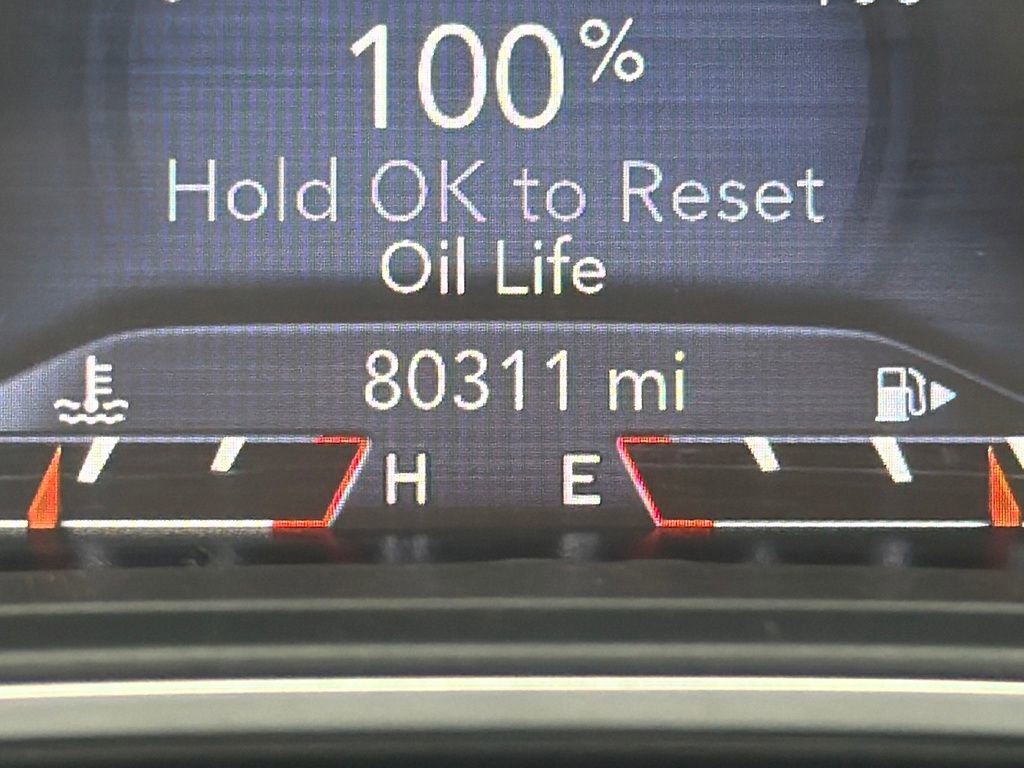 100%
Hold OK to Reset
Oil Life
80311 mi
H E